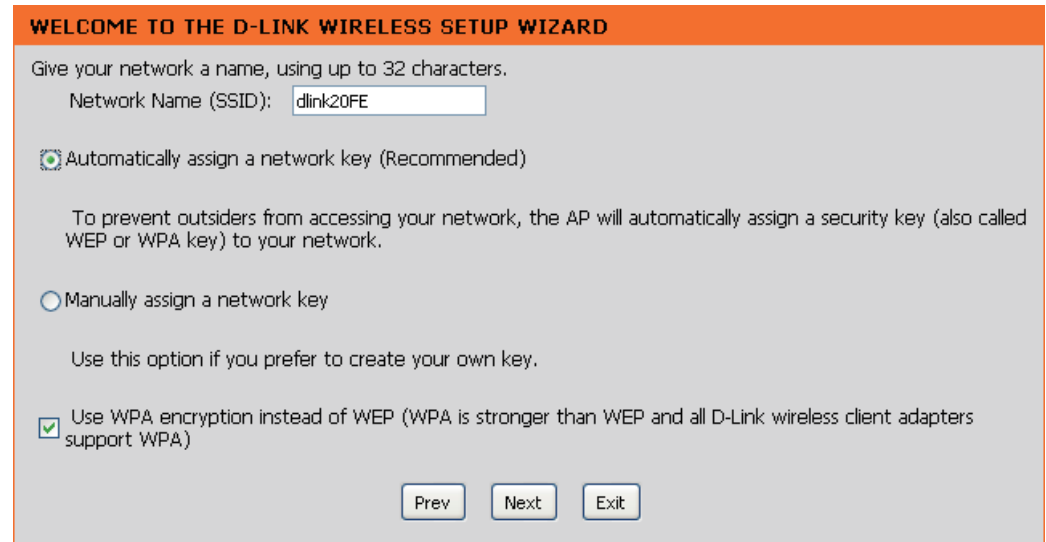 WELCOME TO THE D-LINK WIRELESS SETUP WIZARD
Give your network a name, using up to 32 characters.
Network Name (SSID): dlink20FE
Automatically assign a network key (Recommended)
To prevent outsiders from accessing your network, the AP will automatically assign a security key (also called
WEP or WPA key) to your network.
Manually assign a network key
Use this option if you prefer to create your own key.
Use WPA encryption instead of WEP (WPA is stronger than WEP and all D-Link wireless client adapters
support WPA)
Prev Next Exit